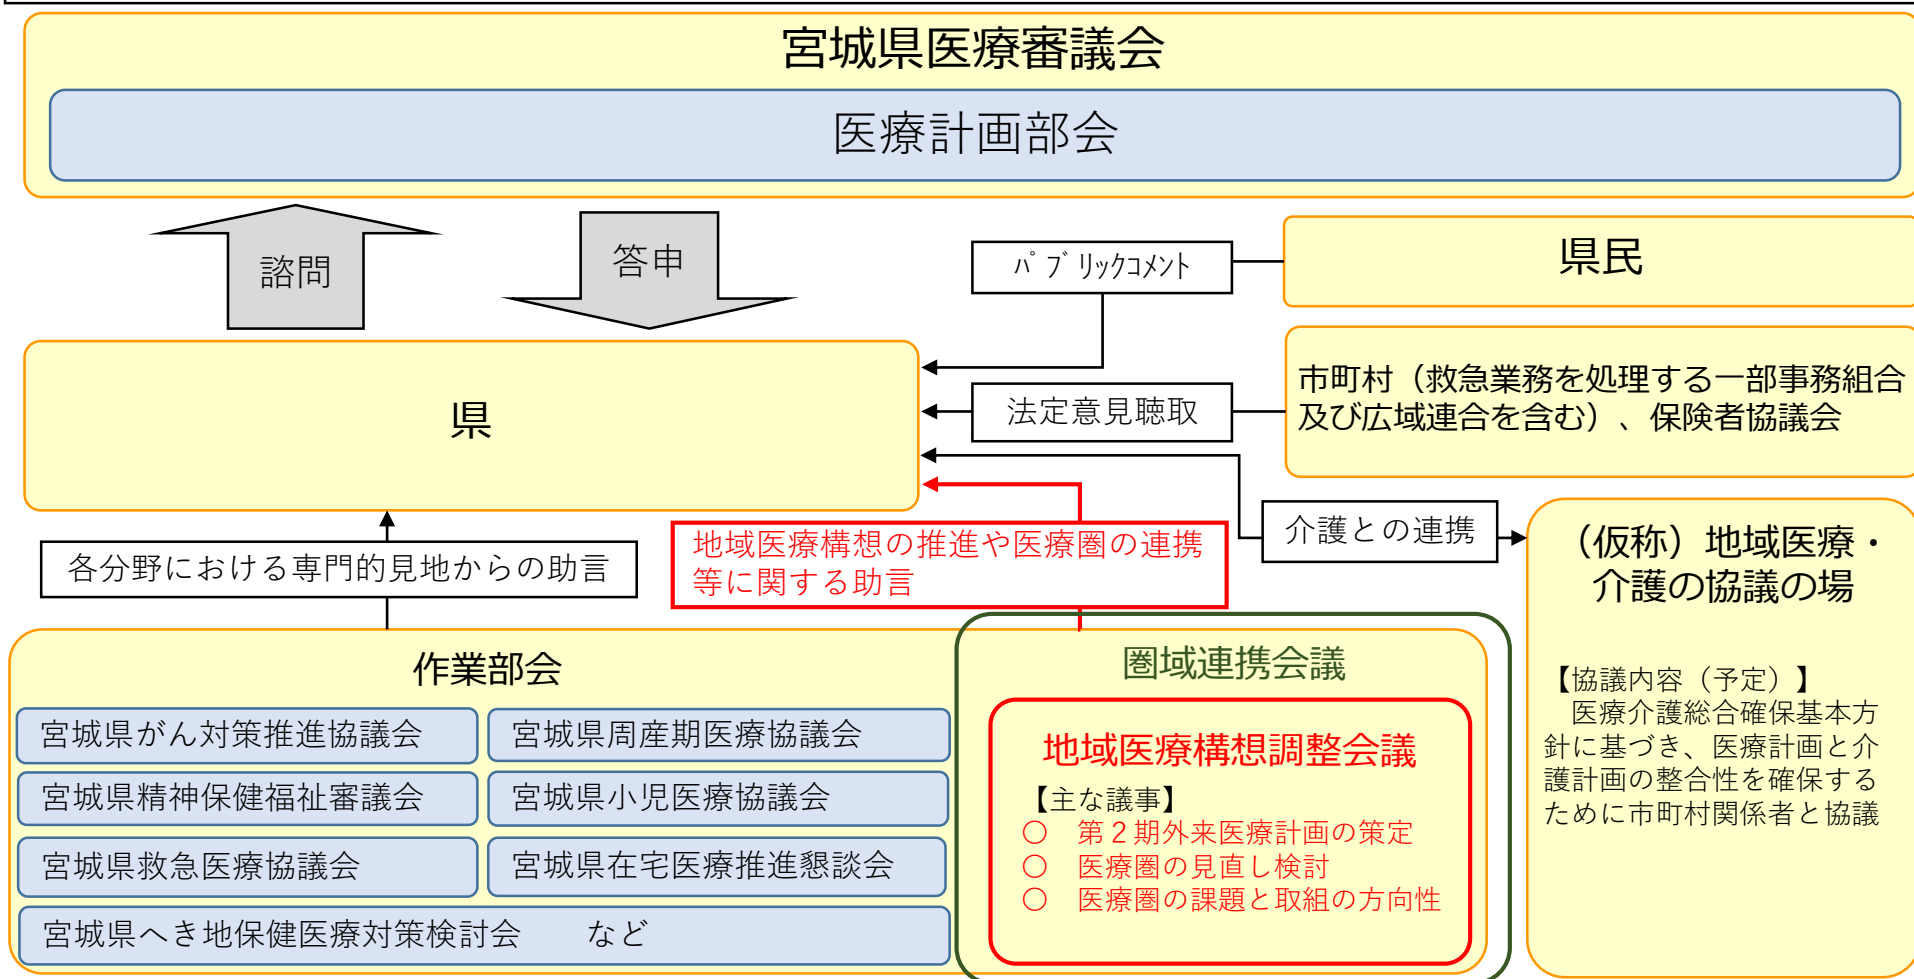 宮城県医療審議会
医療計画部会
諮問
答申
ﾊﾟﾌﾞﾘｯｸｺﾒﾝﾄ
県民
県
法定意見聴取
市町村（救急業務を処理する一部事務組合
及び広域連合を含む）、保険者協議会
介護との連携
各分野における専門的見地からの助言
地域医療構想の推進や医療圏の連携
等に関する助言
（仮称）地域医療・
介護の協議の場
【協議内容（予定）】
医療介護総合確保基本方
針に基づき、医療計画と介
護計画の整合性を確保する
ために市町村関係者と協議
作業部会
宮城県がん対策推進協議会
宮城県周産期医療協議会
宮城県精神保健福祉審議会
宮城県小児医療協議会
宮城県救急医療協議会
宮城県在宅医療推進懇談会
宮城県へき地保健医療対策検討会　　など
圏域連携会議
地域医療構想調整会議
【主な議事】
○　第２期外来医療計画の策定
○　医療圏の見直し検討
○　医療圏の課題と取組の方向性